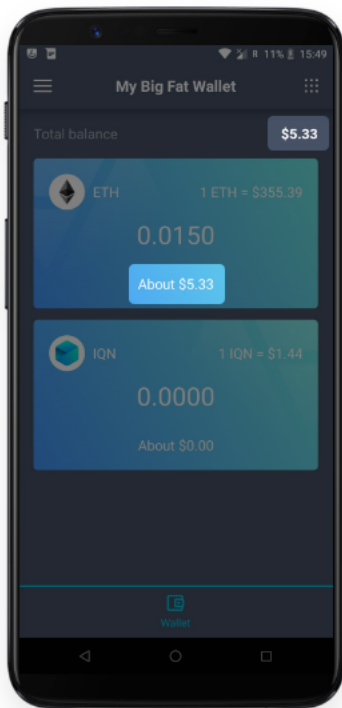 R 11% 15:49
My Big Fat Wallet
Total balance $5.33
ETH 1 ETH = $355.39
0.0150
About $5.33
IQN 1 IQN = $1.44
0.0000
About $0.00
Wallet